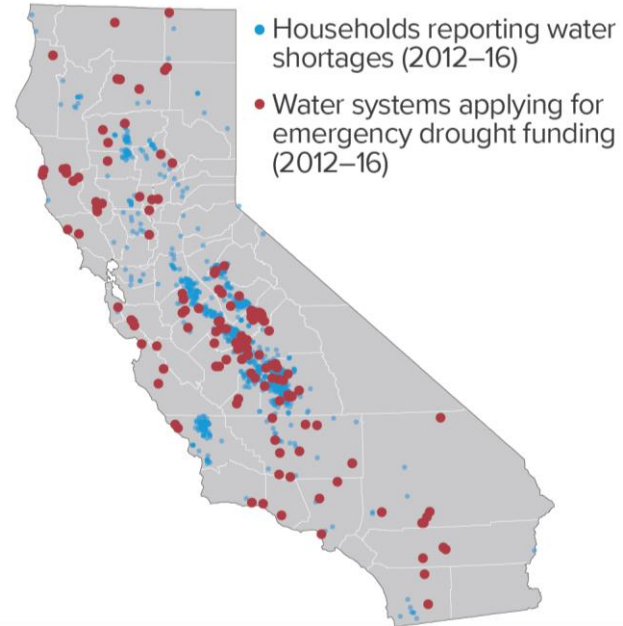 Households reporting water
shortages (2012–16)
Water systems applying for
emergency drought funding
(2012–16)